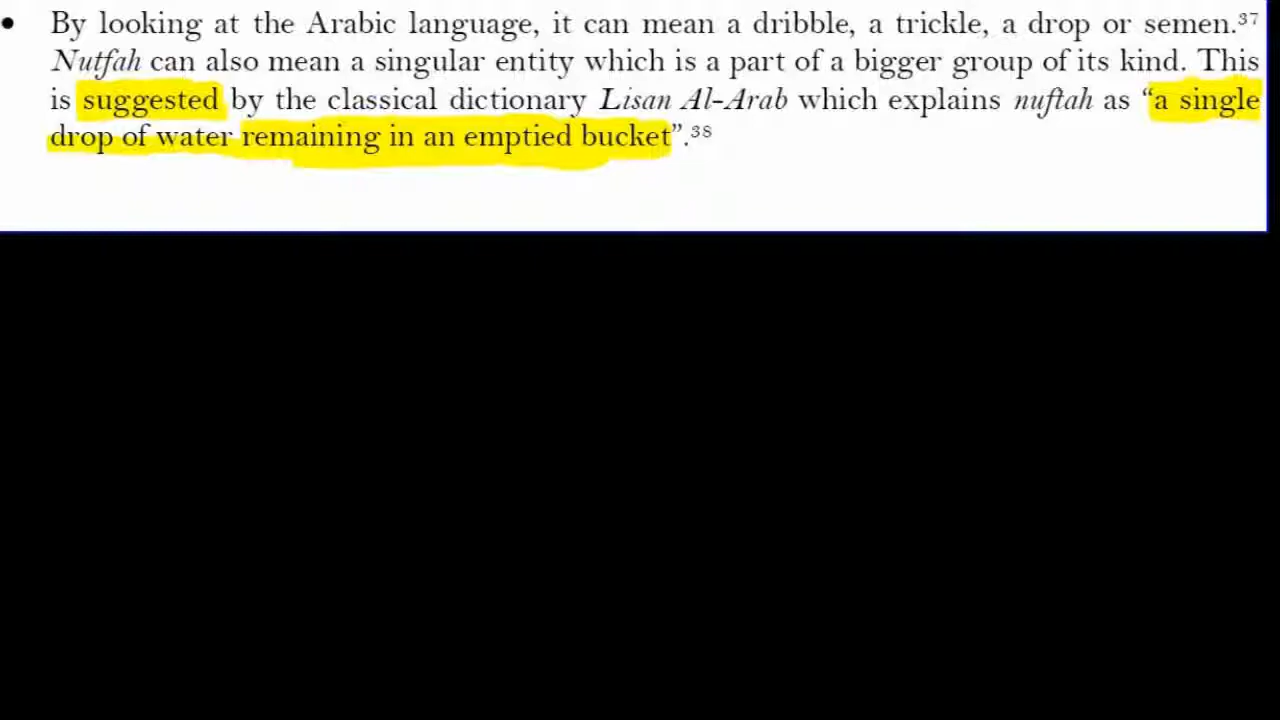 • By looking at the Arabic language, it can mean a dribble, a trickle, a drop or semen.³⁷
Nutfah can also mean a singular entity which is a part of a bigger group of its kind. This
is suggested by the classical dictionary Lisan Al-Arab which explains nuftah as “a single
drop of water remaining in an emptied bucket”.³⁸